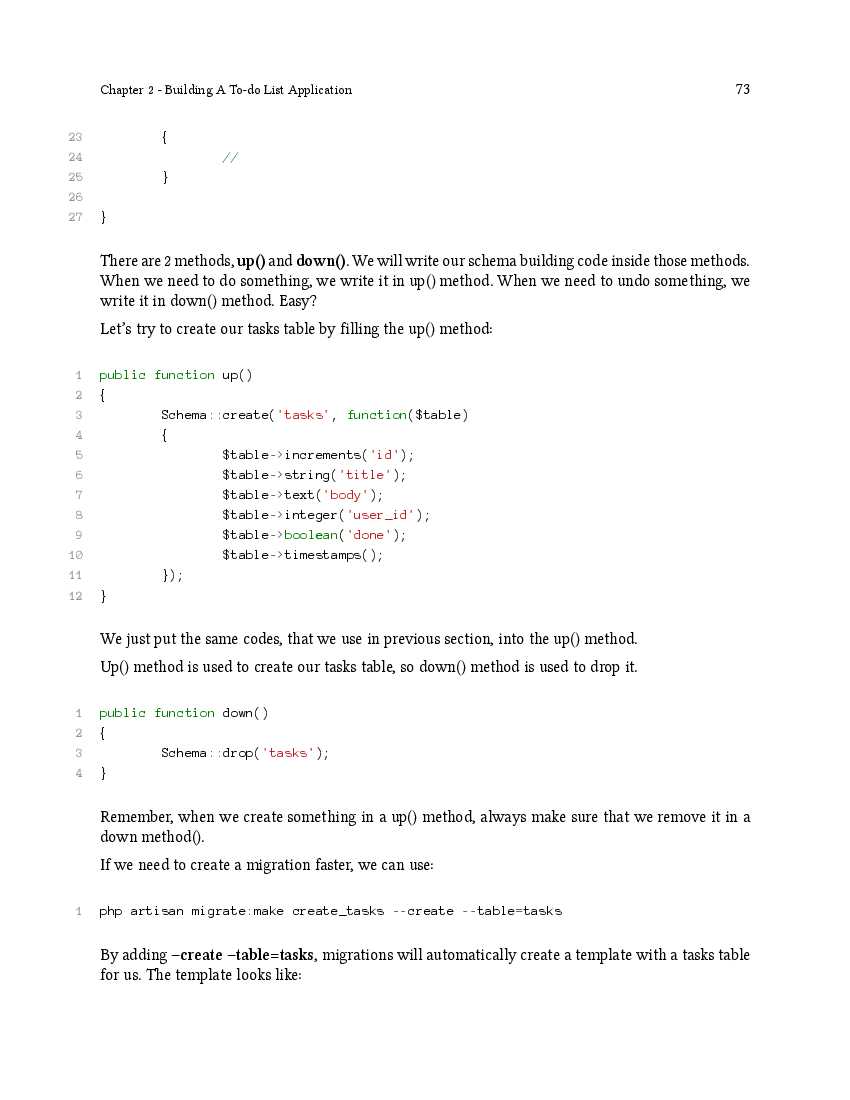 Chapter 2 - Building A To-do List Application 73
23 {
24 //
25 }
26
27 }
There are 2 methods, up() and down(). We will write our schema building code inside those methods.
When we need to do something, we write it in up() method. When we need to undo something, we
write it in down() method. Easy?
Let's try to create our tasks table by filling the up() method:
1 public function up()
2 {
3 Schema::create('tasks', function($table)
4 {
5 $table->increments('id');
6 $table->string('title');
7 $table->text('body');
8 $table->integer('user_id');
9 $table->boolean('done');
10 $table->timestamps();
11 });
12 }
We just put the same codes, that we use in previous section, into the up() method.
Up() method is used to create our tasks table, so down() method is used to drop it.
1 public function down()
2 {
3 Schema::drop('tasks');
4 }
Remember, when we create something in a up() method, always make sure that we remove it in a
down method().
If we need to create a migration faster, we can use:
1 php artisan migrate:make create_tasks --create --table=tasks
By adding –create –table=tasks, migrations will automatically create a template with a tasks table
for us. The template looks like: